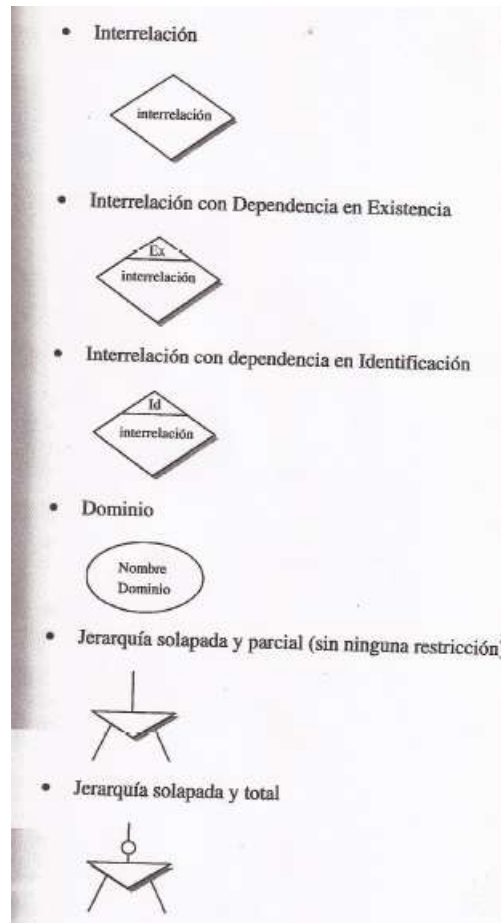 • Interrelación
interrelación
• Interrelación con Dependencia en Existencia
Ex
interrelación
• Interrelación con dependencia en Identificación
Id
interrelación
• Dominio
Nombre
Dominio
• Jerarquía solapada y parcial (sin ninguna restricción)
• Jerarquía solapada y total